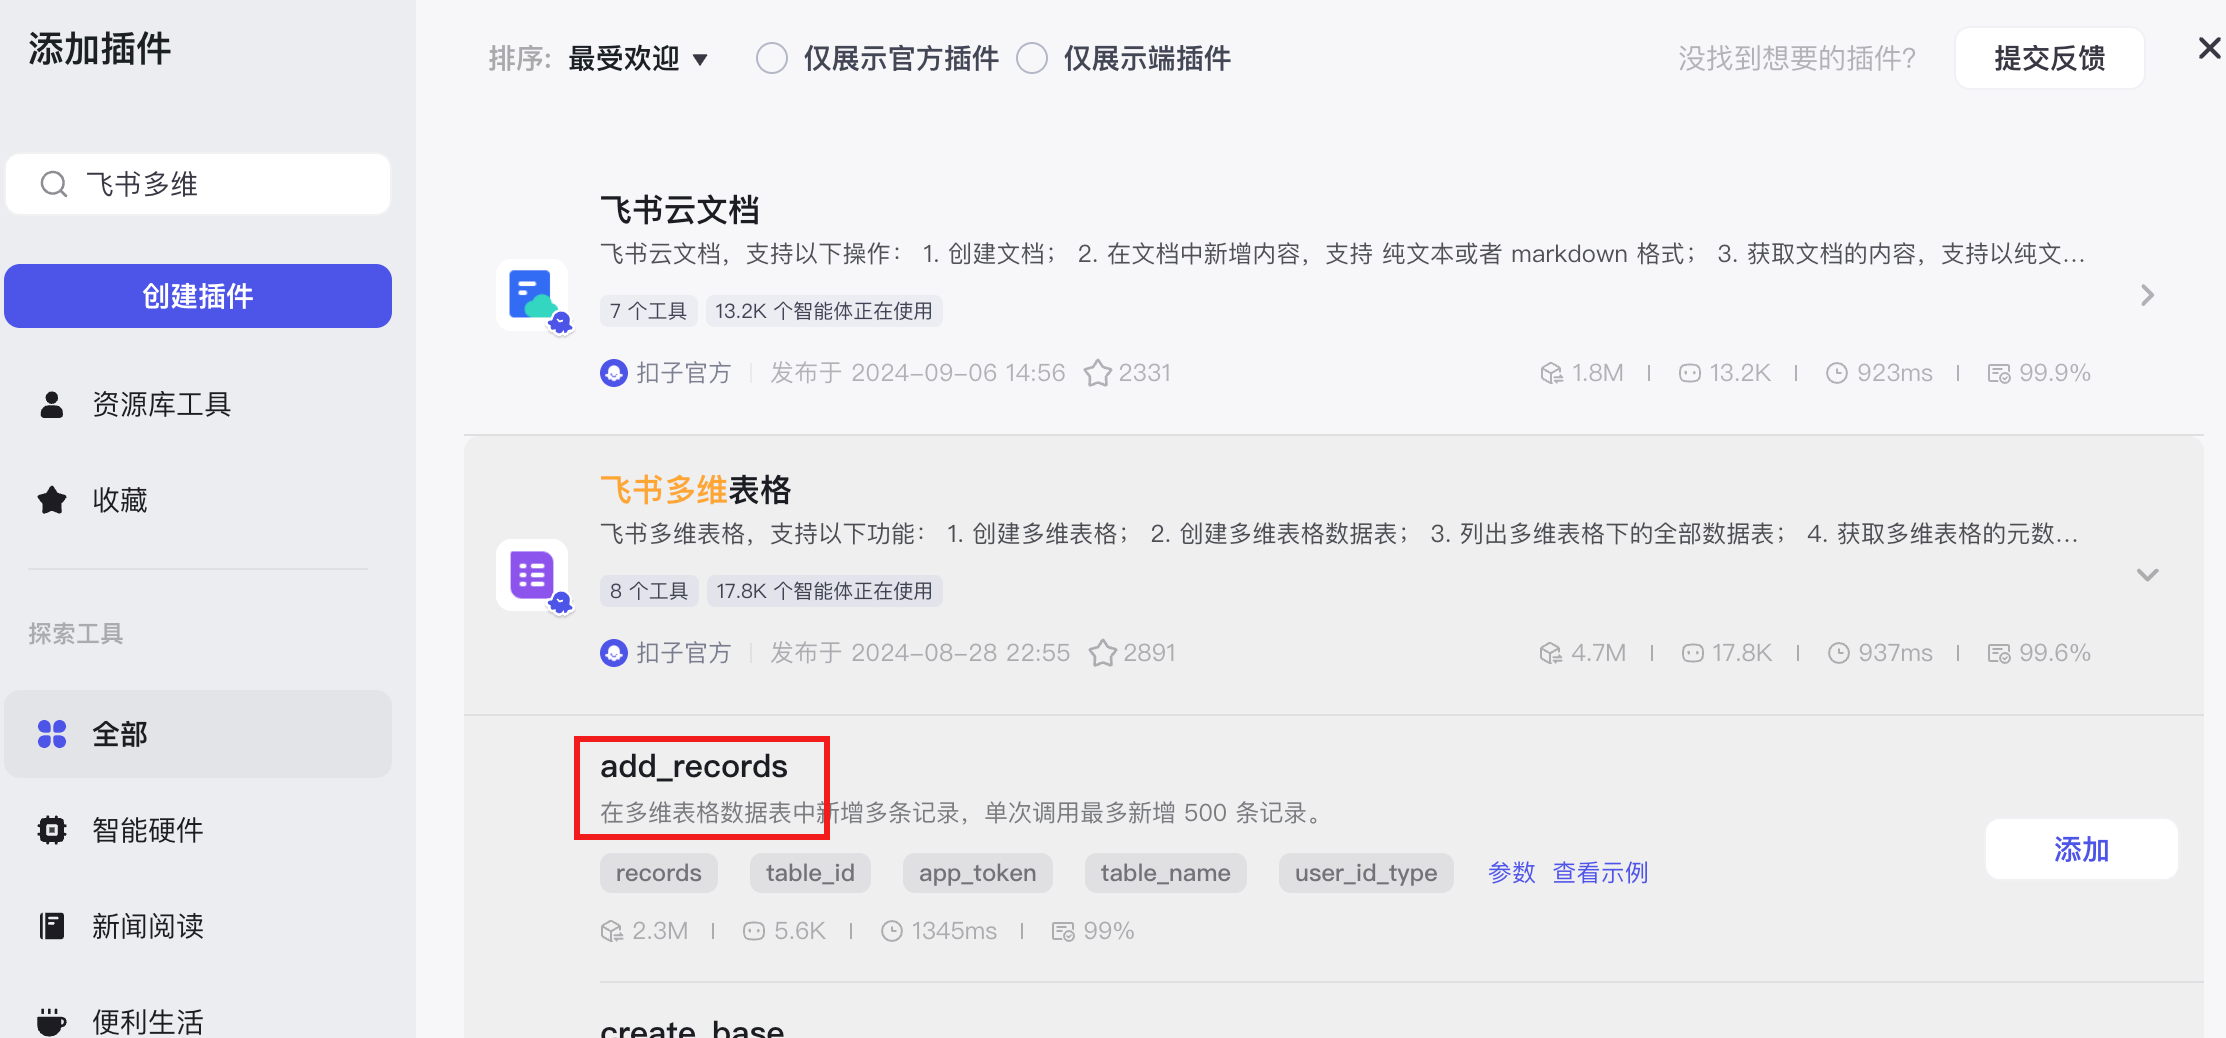 添加插件
飞书多维
创建插件
资源库工具
收藏
探索工具
全部
智能硬件
新闻阅读
便利生活
排序: 最受欢迎 仅展示官方插件 仅展示端插件 没找到想要的插件? 提交反馈
飞书云文档
飞书云文档，支持以下操作： 1. 创建文档； 2. 在文档中新增内容，支持 纯文本或者 markdown 格式； 3. 获取文档的内容，支持以纯文...
7 个工具 13.2K 个智能体正在使用
扣子官方 发布于 2024-09-06 14:56 2331 1.8M 13.2K 923ms 99.9%
飞书多维表格
飞书多维表格，支持以下功能： 1. 创建多维表格； 2. 创建多维表格数据表； 3. 列出多维表格下的全部数据表； 4. 获取多维表格的元数...
8 个工具 17.8K 个智能体正在使用
扣子官方 发布于 2024-08-28 22:55 2891 4.7M 17.8K 937ms 99.6%
add_records
在多维表格数据表中新增多条记录，单次调用最多新增 500 条记录。
records table_id app_token table_name user_id_type 参数 查看示例
添加
2.3M 5.6K 1345ms 99%
create_base